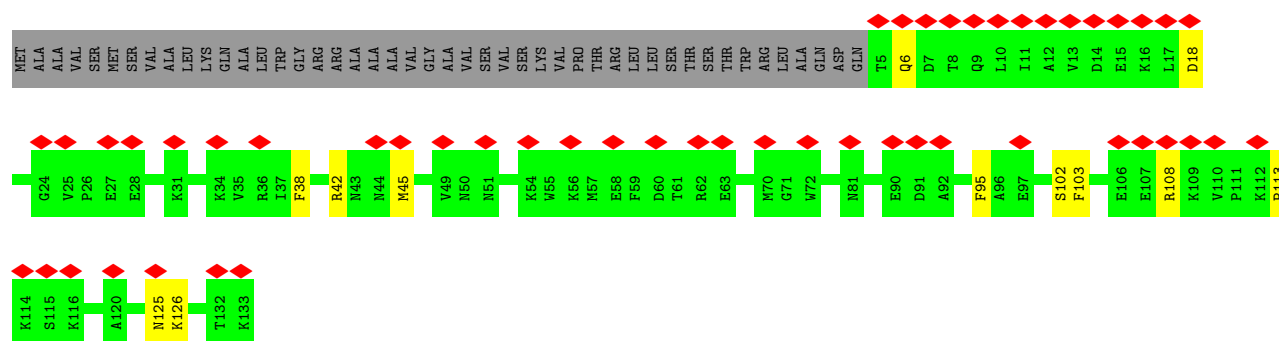 MET ALA ALA VAL SER MET SER VAL ALA LEU LYS GLN ALA LEU TRP GLY ARG ARG ALA ALA ALA VAL GLY ALA VAL SER VAL SER LYS VAL PRO THR ARG LEU LEU SER THR SER THR TRP ARG LEU ALA GLN ASP GLN T5 Q6 D7 T8 Q9 L10 I11 A12 V13 D14 E15 K16 L17 D18
G24 V25 P26 E27 E28 K31 K34 V35 R36 I37 F38 R42 N43 N44 M45 V49 N50 N51 K54 W55 K56 M57 E58 F59 D60 T61 R62 E63 M70 G71 W72 N81 E90 D91 A92 F95 A96 E97 S102 F103 E106 E107 R108 K109 V110 P111 K112
K114 S115 K116 A120 N125 K126 T132 K133